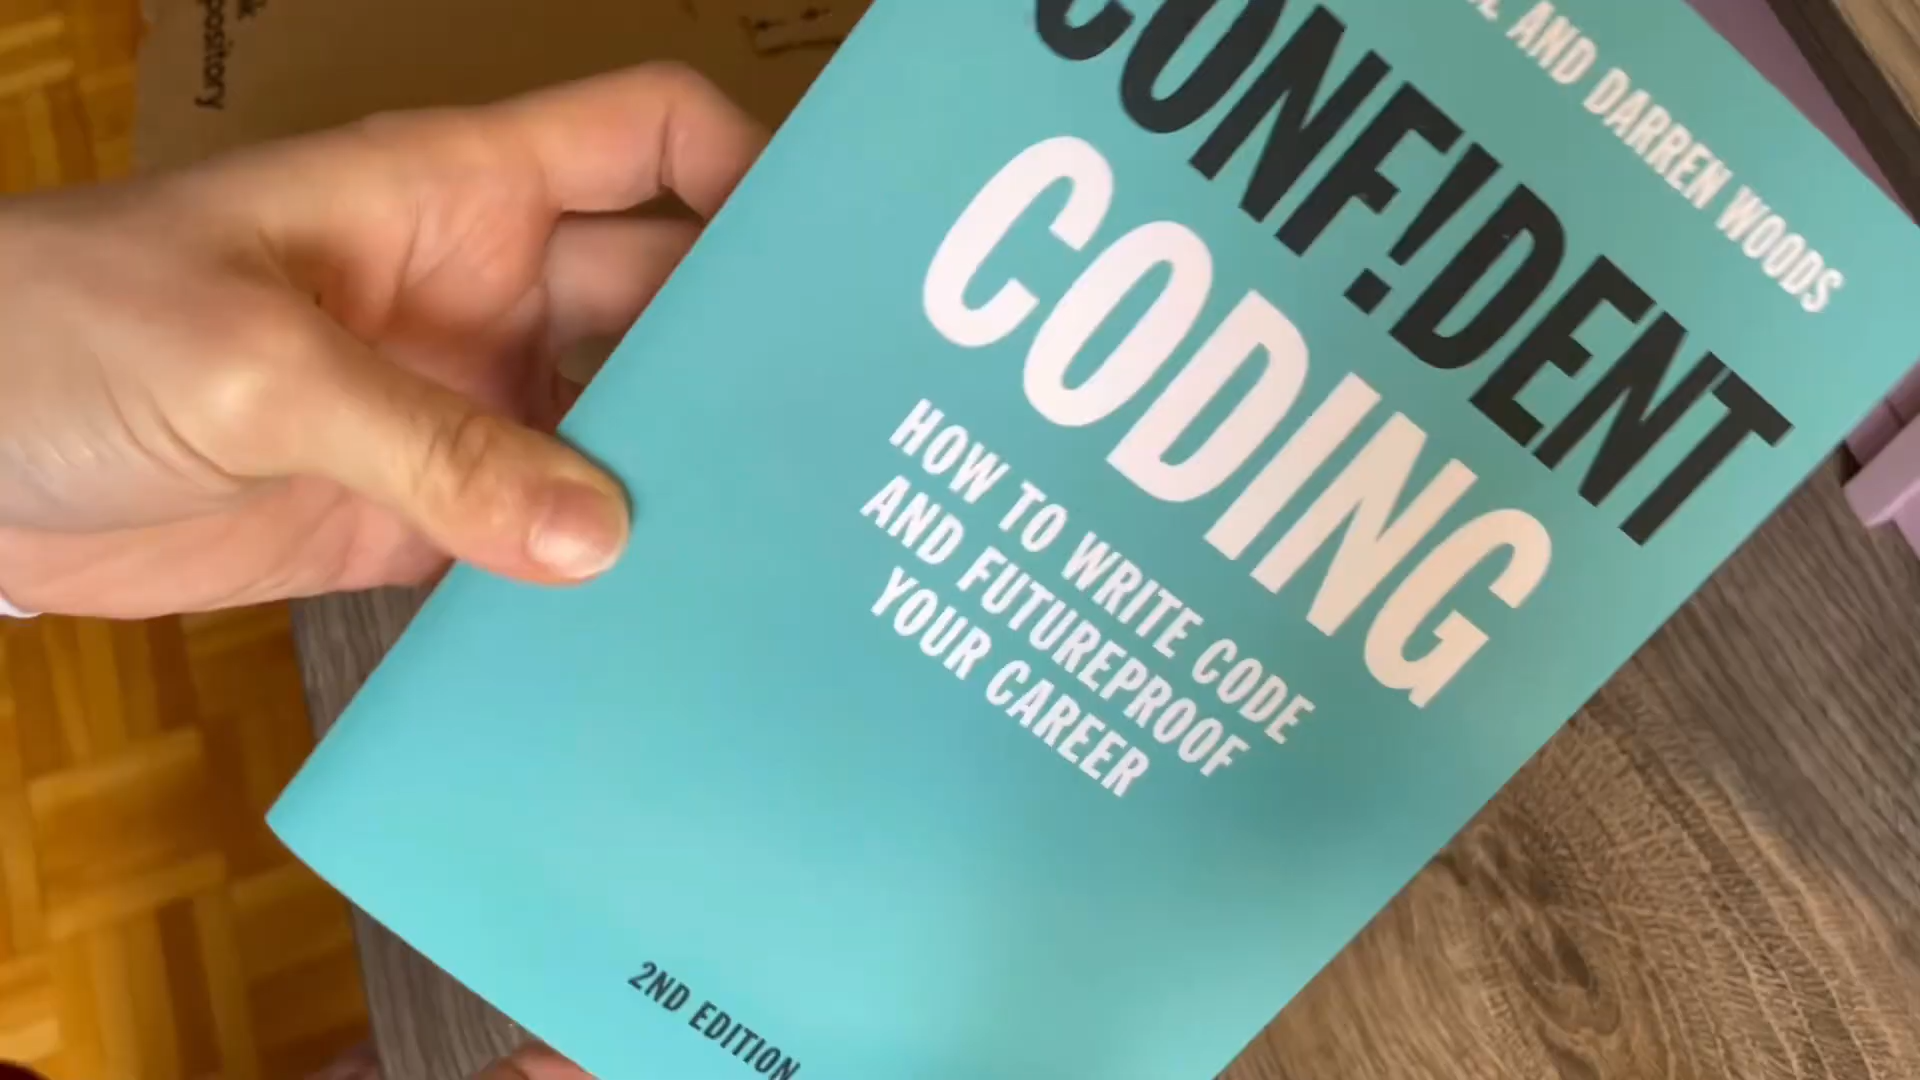 AND DARREN WOODS
CONF!DENT
CODING
HOW TO WRITE CODE
AND FUTUREPROOF
YOUR CAREER
2ND EDITION